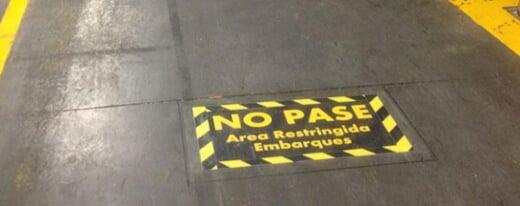 NO PASE
Area Restringida
Embarques